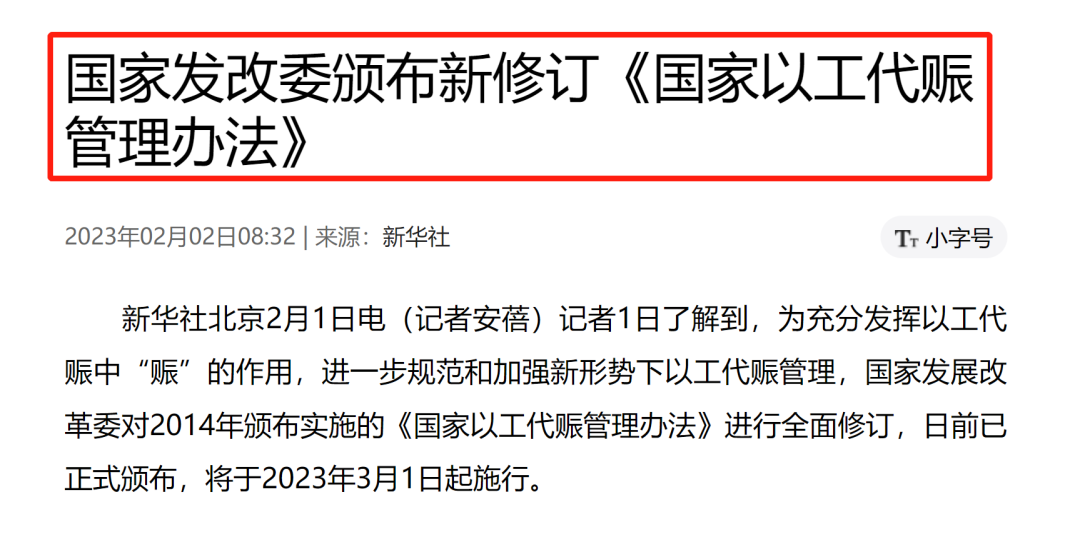 国家发改委颁布新修订《国家以工代赈
管理办法》
2023年02月02日08:32 | 来源：新华社
TT 小字号
新华社北京2月1日电（记者安蓓）记者1日了解到，为充分发挥以工代
赈中“赈”的作用，进一步规范和加强新形势下以工代赈管理，国家发展改
革委对2014年颁布实施的《国家以工代赈管理办法》进行全面修订，日前已
正式颁布，将于2023年3月1日起施行。